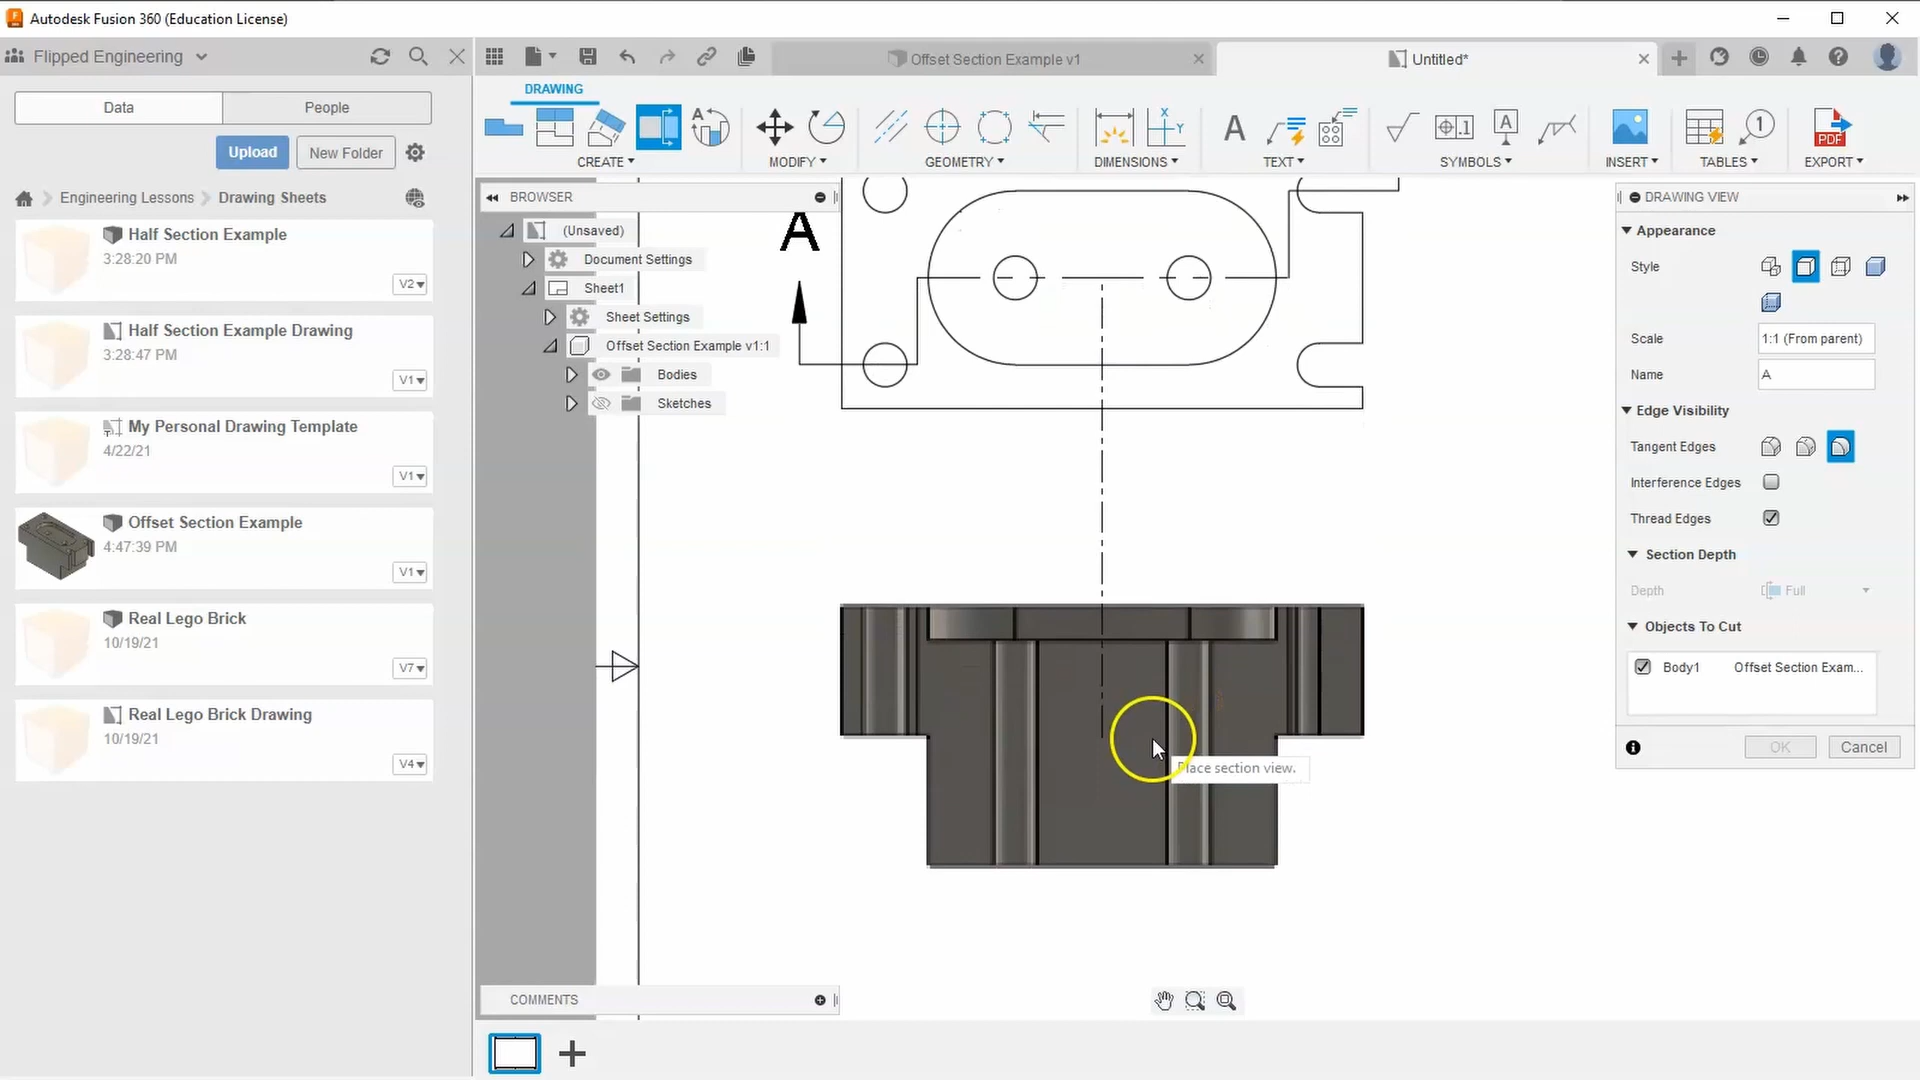 Autodesk Fusion 360 (Education License)
Flipped Engineering
Offset Section Example v1
Untitled*
Data
People
Upload
New Folder
Engineering Lessons
Drawing Sheets
Half Section Example
3:28:20 PM
V2
Half Section Example Drawing
3:28:47 PM
V1
My Personal Drawing Template
4/22/21
V1
Offset Section Example
4:47:39 PM
V1
Real Lego Brick
10/19/21
V7
Real Lego Brick Drawing
10/19/21
V4
DRAWING
CREATE
MODIFY
GEOMETRY
DIMENSIONS
TEXT
SYMBOLS
INSERT
TABLES
EXPORT
PDF
BROWSER
(Unsaved)
Document Settings
Sheet1
Sheet Settings
Offset Section Example v1:1
Bodies
Sketches
A
Place section view.
COMMENTS
DRAWING VIEW
Appearance
Style
Scale
1:1 (From parent)
Name
A
Edge Visibility
Tangent Edges
Interference Edges
Thread Edges
Section Depth
Depth
Full
Objects To Cut
Body1
Offset Section Exam...
OK
Cancel